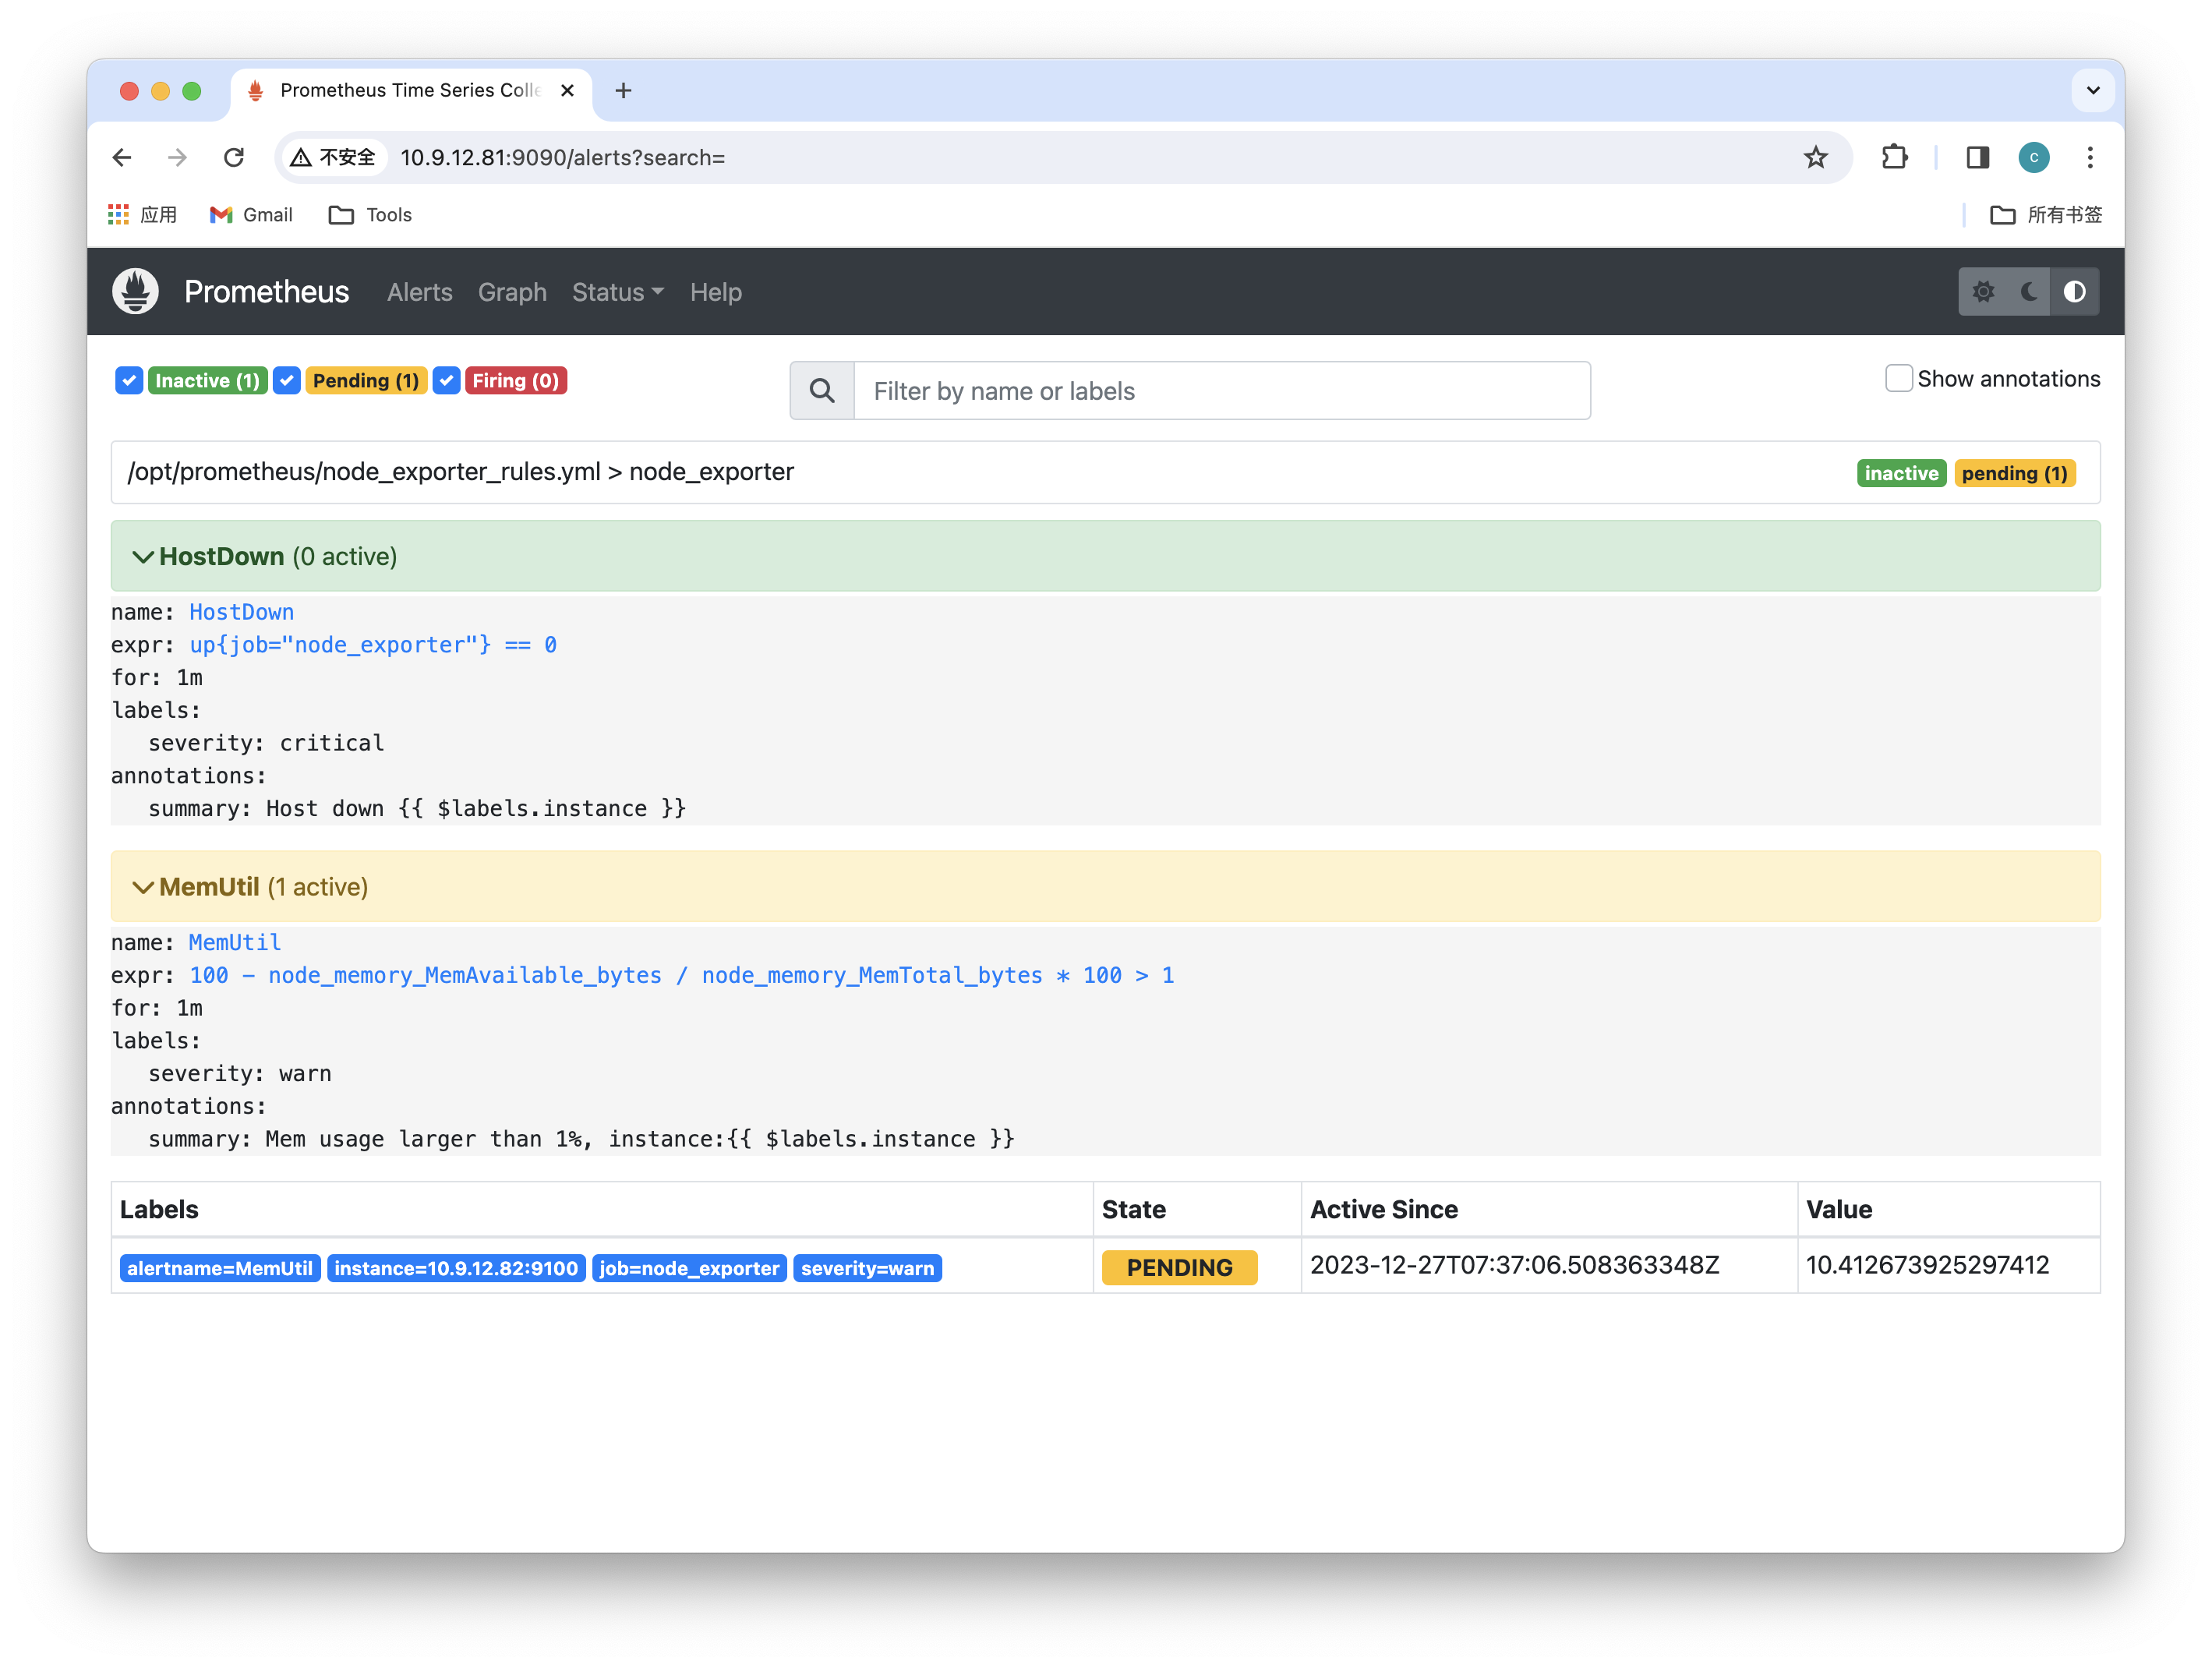 Prometheus Time Series Colle
不安全 10.9.12.81:9090/alerts?search=
C
应用 Gmail Tools 所有书签
Prometheus Alerts Graph Status Help
Inactive (1) Pending (1) Firing (0) Filter by name or labels Show annotations
/opt/prometheus/node_exporter_rules.yml > node_exporter inactive pending (1)
HostDown (0 active)
name: HostDown
expr: up{job="node_exporter"} == 0
for: 1m
labels:
severity: critical
annotations:
summary: Host down {{ $labels.instance }}
MemUtil (1 active)
name: MemUtil
expr: 100 - node_memory_MemAvailable_bytes / node_memory_MemTotal_bytes * 100 > 1
for: 1m
labels:
severity: warn
annotations:
summary: Mem usage larger than 1%, instance:{{ $labels.instance }}
Labels State Active Since Value
alertname=MemUtil instance=10.9.12.82:9100 job=node_exporter severity=warn PENDING 2023-12-27T07:37:06.508363348Z 10.412673925297412